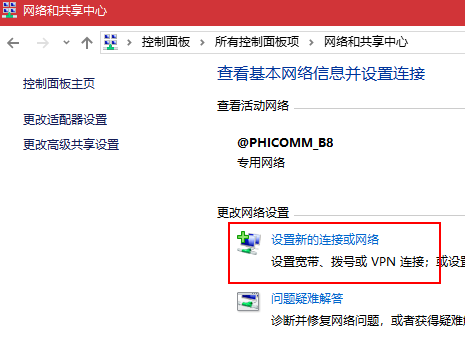 网络和共享中心
控制面板 > 所有控制面板项 > 网络和共享中心
控制面板主页
更改适配器设置
更改高级共享设置
查看基本网络信息并设置连接
查看活动网络
@PHICOMM_B8
专用网络
更改网络设置
设置新的连接或网络
设置宽带、拨号或 VPN 连接；或设置
问题疑难解答
诊断并修复网络问题，或者获得疑难